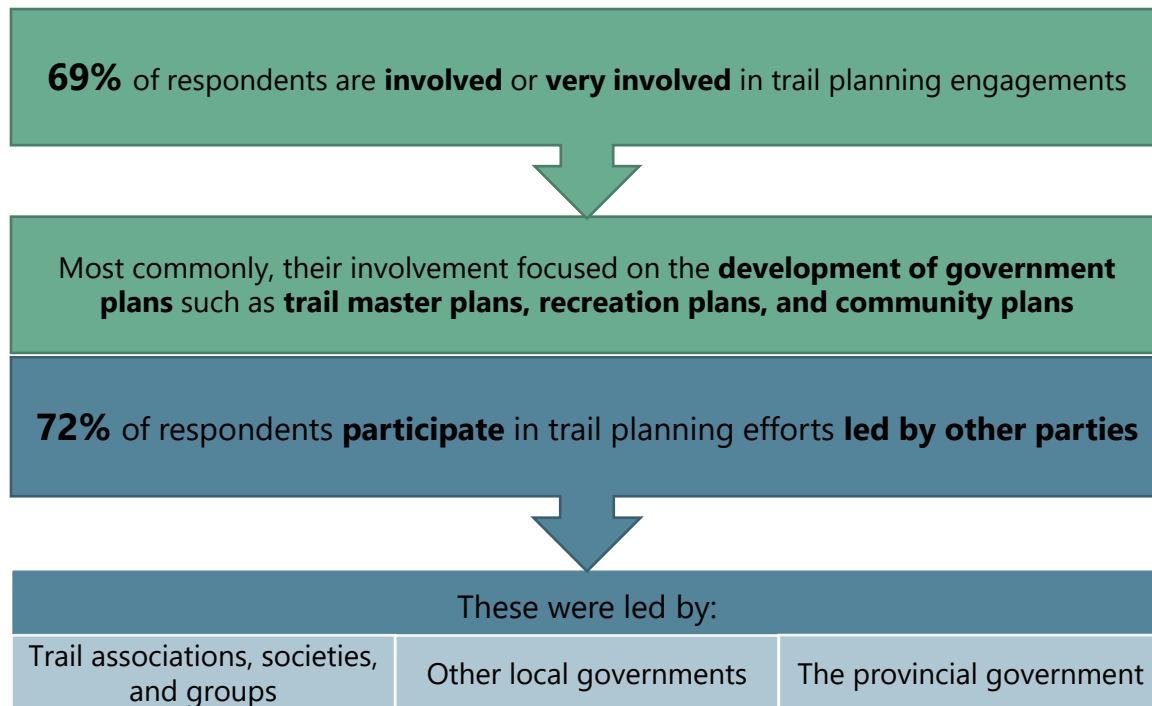 69% of respondents are involved or very involved in trail planning engagements
Most commonly, their involvement focused on the development of government
plans such as trail master plans, recreation plans, and community plans
72% of respondents participate in trail planning efforts led by other parties
These were led by:
Trail associations, societies,
and groups
Other local governments
The provincial government